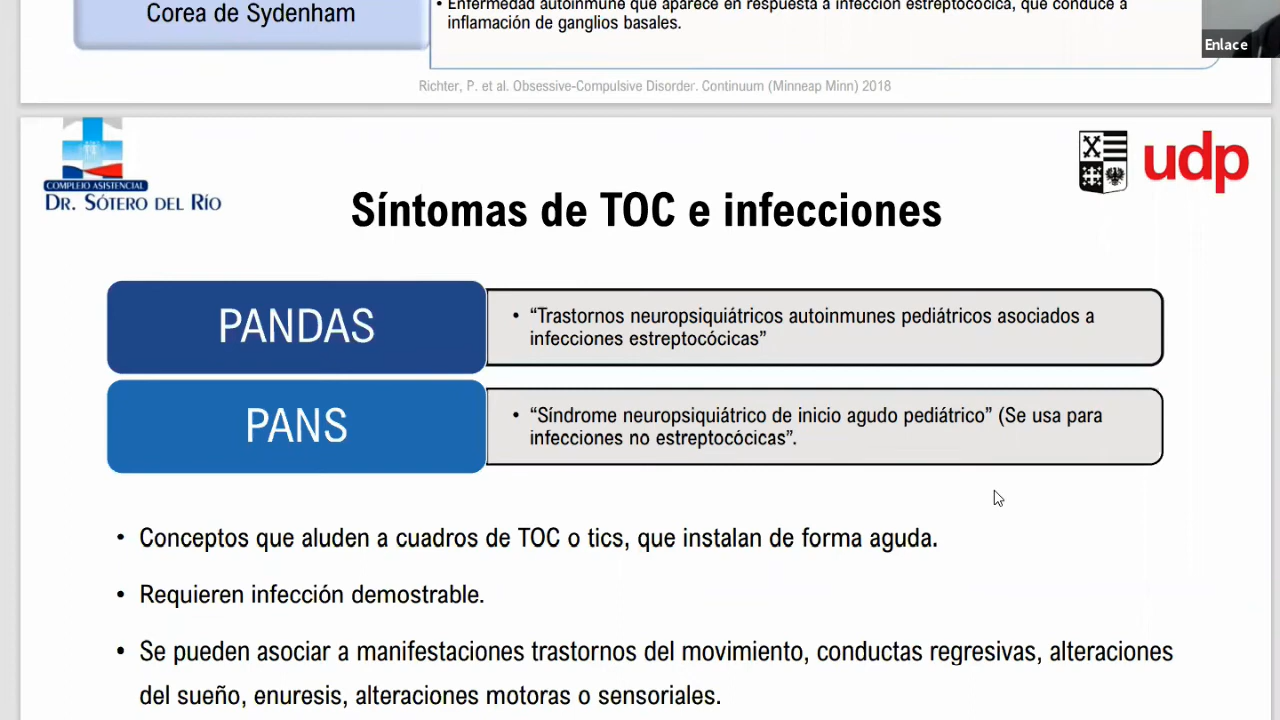 Corea de Sydenham
• Enfermedad autoinmune que aparece en respuesta a infección estreptocócica, que conduce a
inflamación de ganglios basales.
Enlace
Richter, P. et al. Obsessive-Compulsive Disorder. Continuum (Minneap Minn) 2018
COMPLEJO ASISTENCIAL
DR. SÓTERO DEL RÍO
udp
Síntomas de TOC e infecciones
PANDAS
• “Trastornos neuropsiquiátricos autoinmunes pediátricos asociados a
infecciones estreptocócicas”
PANS
• “Síndrome neuropsiquiátrico de inicio agudo pediátrico” (Se usa para
infecciones no estreptocócicas”.
• Conceptos que aluden a cuadros de TOC o tics, que instalan de forma aguda.
• Requieren infección demostrable.
• Se pueden asociar a manifestaciones trastornos del movimiento, conductas regresivas, alteraciones
del sueño, enuresis, alteraciones motoras o sensoriales.